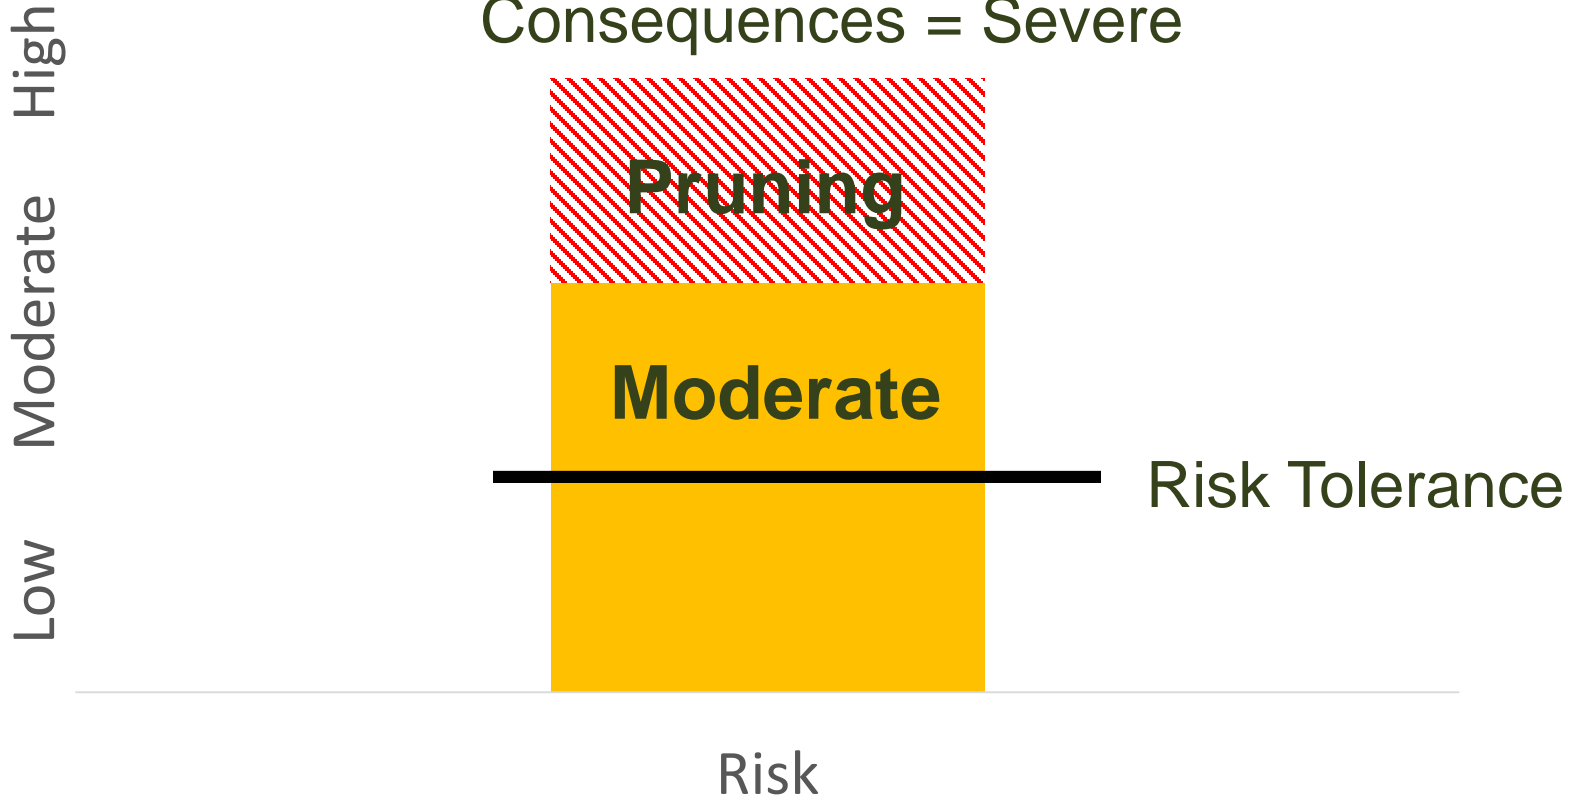 Consequences = Severe
High
Pruning
Moderate
Moderate
Risk Tolerance
Low
Risk